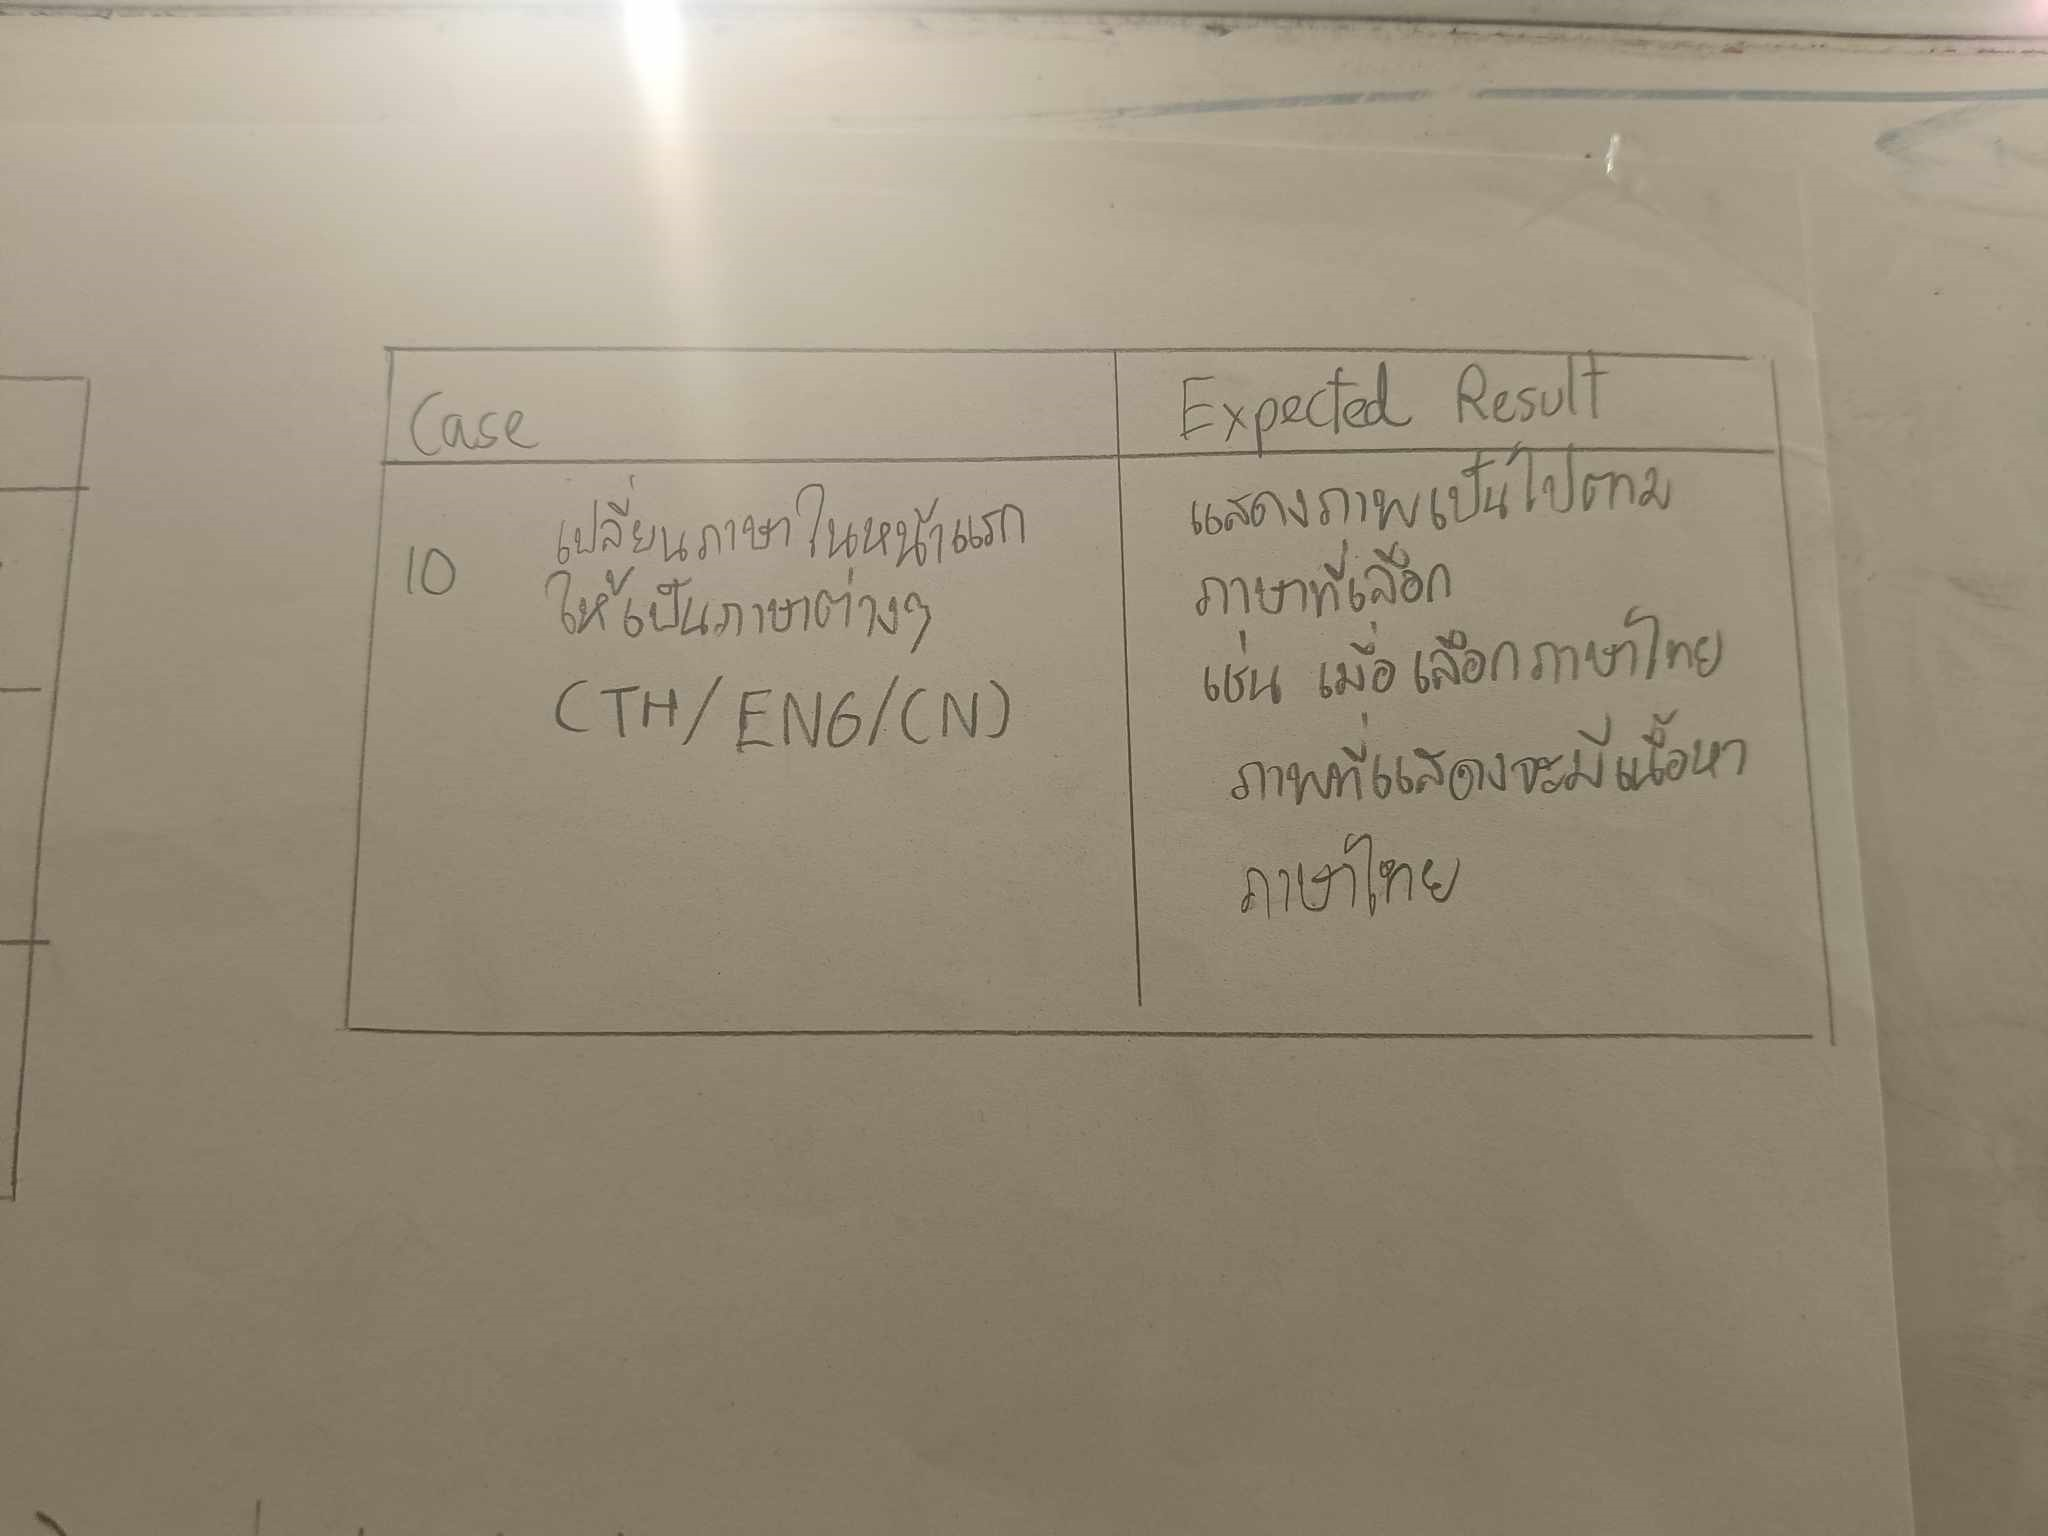 Case
Expected Result
10
เปลี่ยนภาษาในหน้าแรก
ให้เป็นภาษาต่างๆ
(TH/ENG/CN)
แสดงภาพเป็นไปตาม
ภาษาที่เลือก
เช่น เมื่อเลือกภาษาไทย
ภาพที่แสดงจะมีเนื้อหา
ภาษาไทย